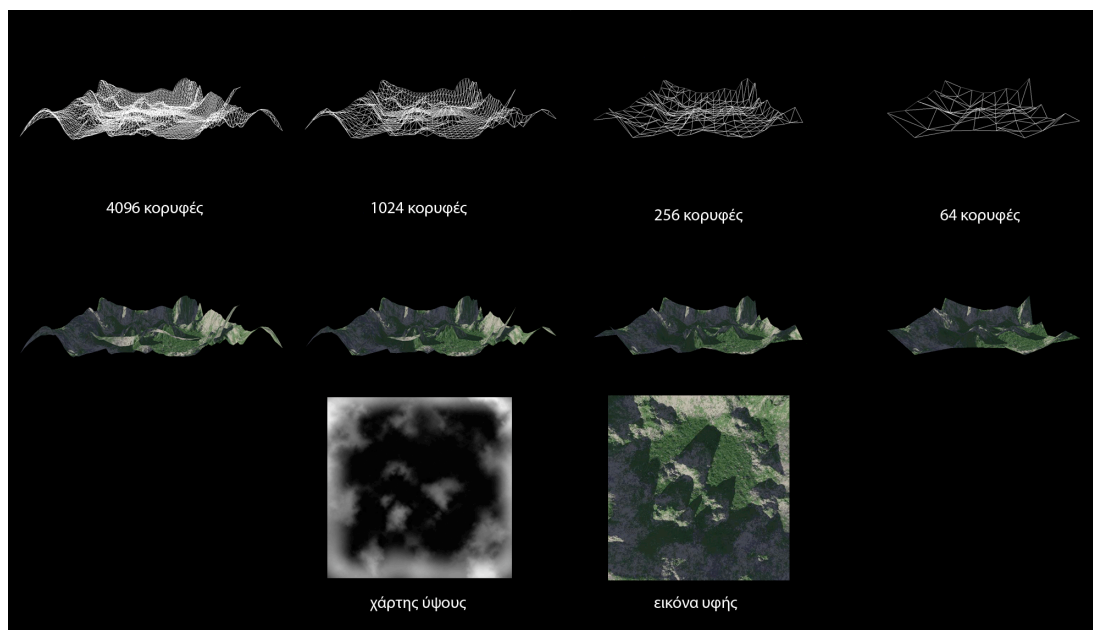 4096 κορυφές
1024 κορυφές
256 κορυφές
64 κορυφές
χάρτης ύψους
εικόνα υφής